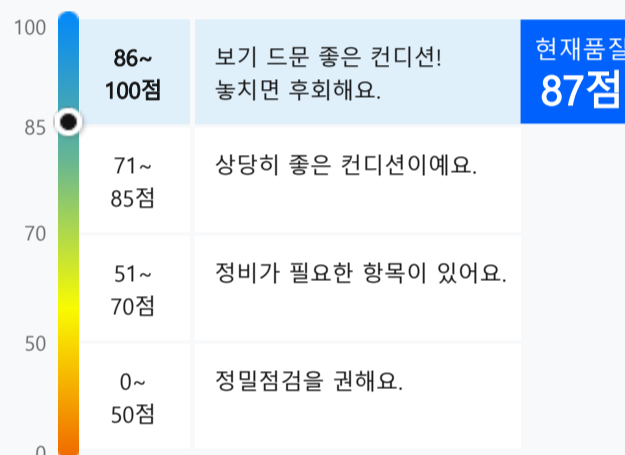 100
86~
100점
보기 드문 좋은 컨디션!
놓치면 후회해요.
현재품질
87점
85
71~
85점
상당히 좋은 컨디션이예요.
70
51~
70점
정비가 필요한 항목이 있어요.
50
0~
50점
정밀점검을 권해요.
0